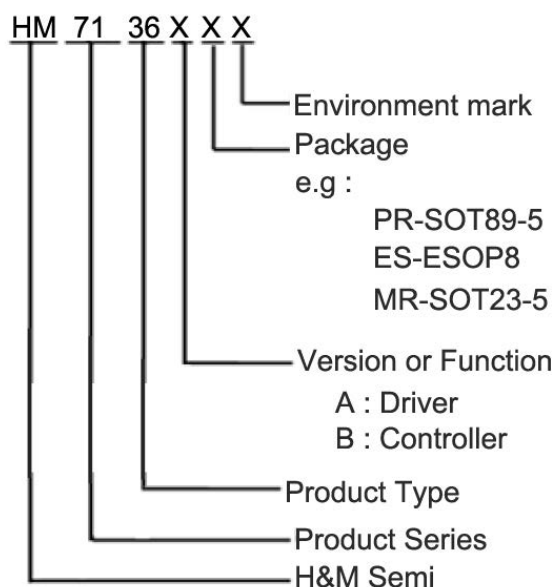 HM 71 36 X X X
Environment mark
Package
e.g :
PR-SOT89-5
ES-ESOP8
MR-SOT23-5
Version or Function
A : Driver
B : Controller
Product Type
Product Series
H&M Semi